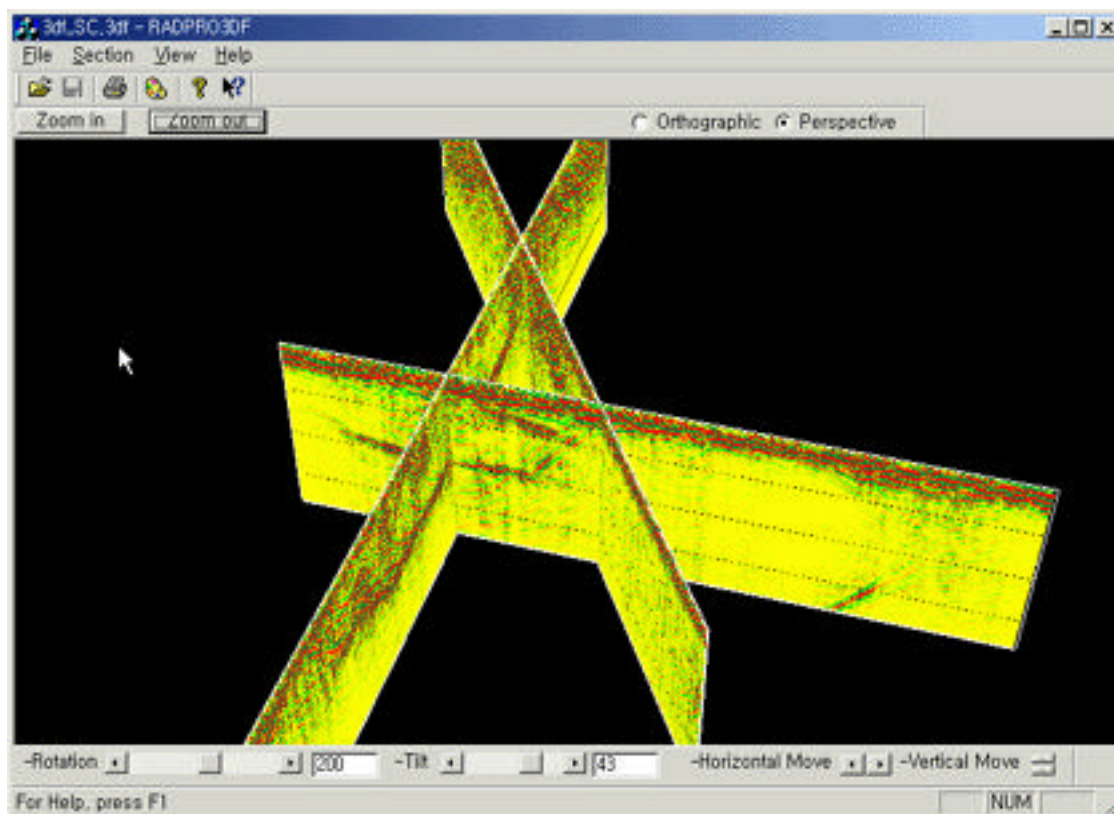 3df_SC.3df - RADPRO3DF
File Section View Help
Zoom in Zoom out Orthographic Perspective
-Rotation 200 -Tilt 43 -Horizontal Move -Vertical Move
For Help, press F1 NUM